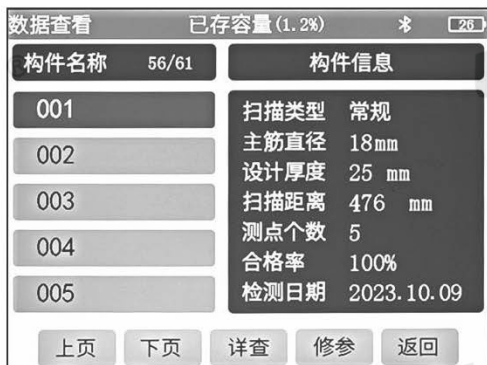 数据查看 已存容量(1.2%) 26
构件名称 56/61
001
002
003
004
005
构件信息
扫描类型 常规
主筋直径 18mm
设计厚度 25 mm
扫描距离 476 mm
测点个数 5
合格率 100%
检测日期 2023.10.09
上页 下页 详查 修参 返回